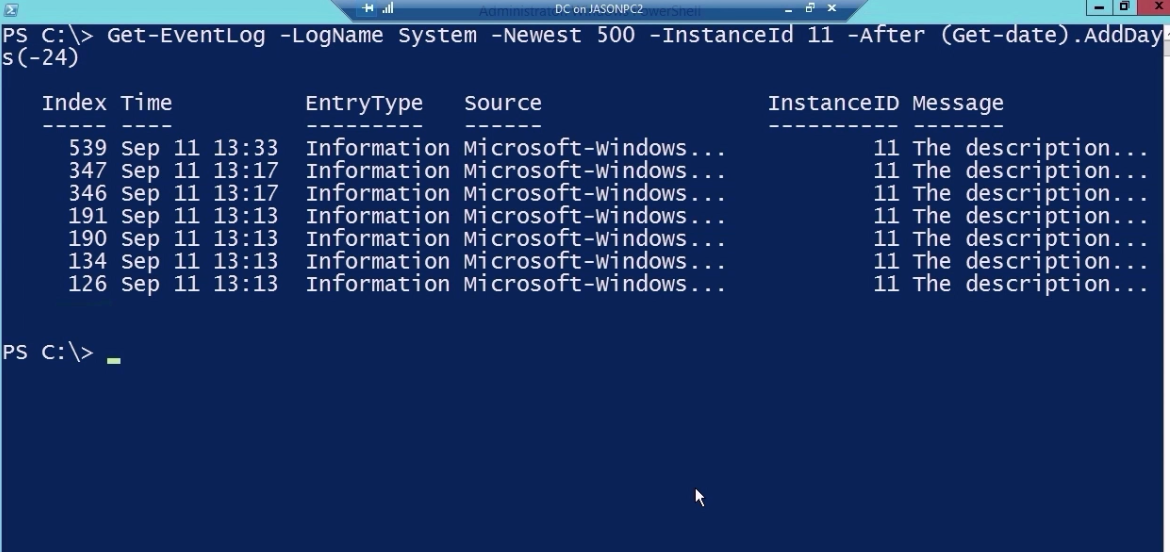 DC on JASONPC2
PS C:\> Get-EventLog -LogName System -Newest 500 -InstanceId 11 -After (Get-date).AddDay
s(-24)
Index Time EntryType Source InstanceID Message
----- ---- --------- ------ ---------- -------
539 Sep 11 13:33 Information Microsoft-Windows... 11 The description...
347 Sep 11 13:17 Information Microsoft-Windows... 11 The description...
346 Sep 11 13:17 Information Microsoft-Windows... 11 The description...
191 Sep 11 13:13 Information Microsoft-Windows... 11 The description...
190 Sep 11 13:13 Information Microsoft-Windows... 11 The description...
134 Sep 11 13:13 Information Microsoft-Windows... 11 The description...
126 Sep 11 13:13 Information Microsoft-Windows... 11 The description...
PS C:\>